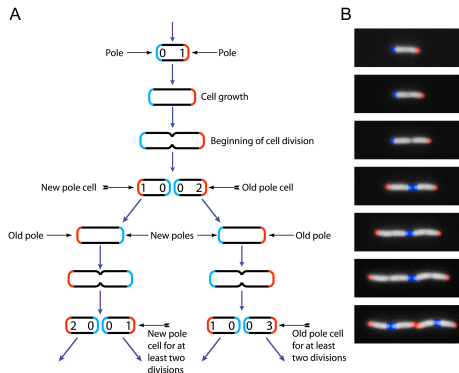 A
B
Pole
0 1
Pole
Cell growth
Beginning of cell division
New pole cell
1 0 0 2
Old pole cell
Old pole
New poles
Old pole
2 0 0 1
New pole
cell for at
least two
divisions
1 0 0 3
Old pole cell
for at least
two divisions